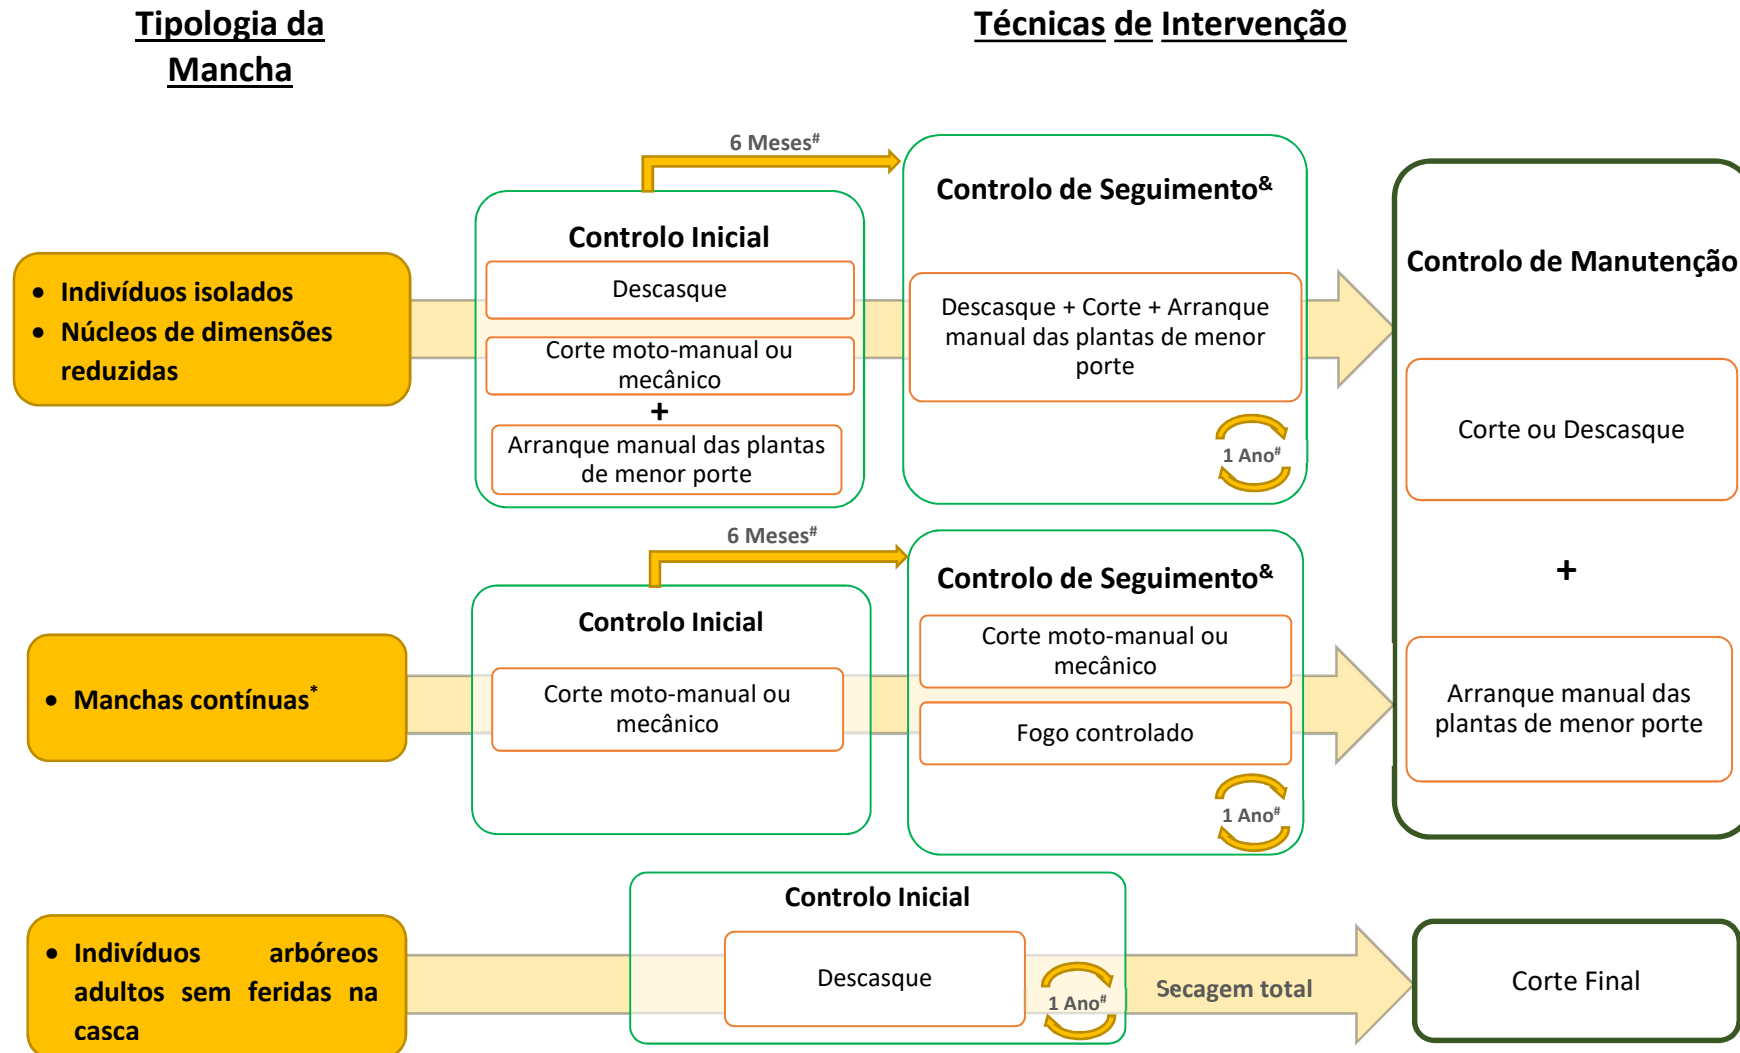 Tipologia da
Mancha
Técnicas de Intervenção
6 Meses#
Controlo Inicial
Descasque
Corte moto-manual ou
mecânico
+
Arranque manual das plantas
de menor porte
Controlo de Seguimento&
Descasque + Corte + Arranque
manual das plantas de menor
porte
1 Ano#
• Indivíduos isolados
• Núcleos de dimensões
reduzidas
6 Meses#
Controlo Inicial
Corte moto-manual ou
mecânico
Controlo de Seguimento&
Corte moto-manual ou
mecânico
Fogo controlado
1 Ano#
• Manchas contínuas*
Controlo de Manutenção
Corte ou Descasque
+
Arranque manual das
plantas de menor porte
• Indivíduos arbóreos
adultos sem feridas na
casca
Controlo Inicial
Descasque
1 Ano#
Secagem total
Corte Final